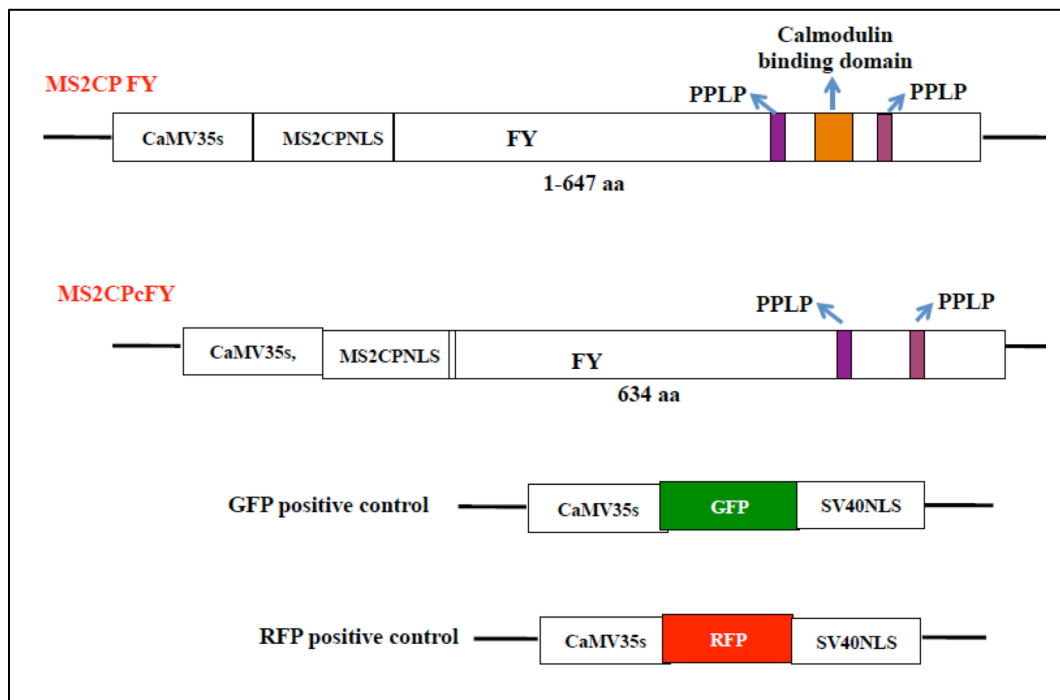 Calmodulin
binding domain
MS2CP FY
PPLP
PPLP
CaMV35s
MS2CPNLS
FY
1-647 aa
MS2CPcFY
PPLP
PPLP
CaMV35s,
MS2CPNLS
FY
634 aa
GFP positive control
CaMV35s
GFP
SV40NLS
RFP positive control
CaMV35s
RFP
SV40NLS